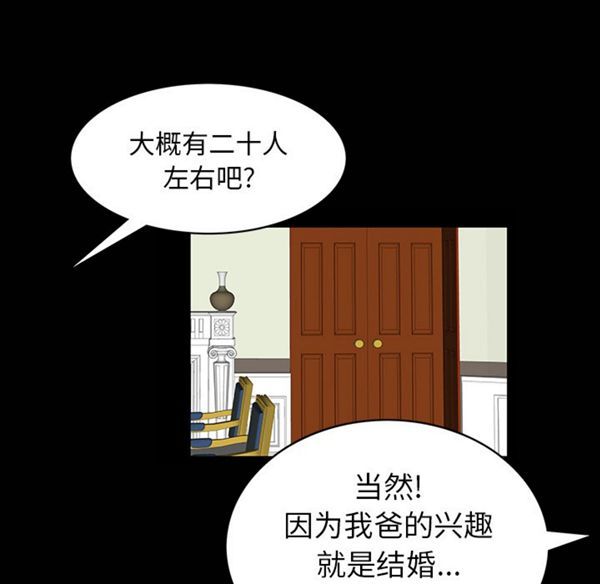 大概有二十人
左右吧?
当然!
因为我爸的兴趣
就是结婚...